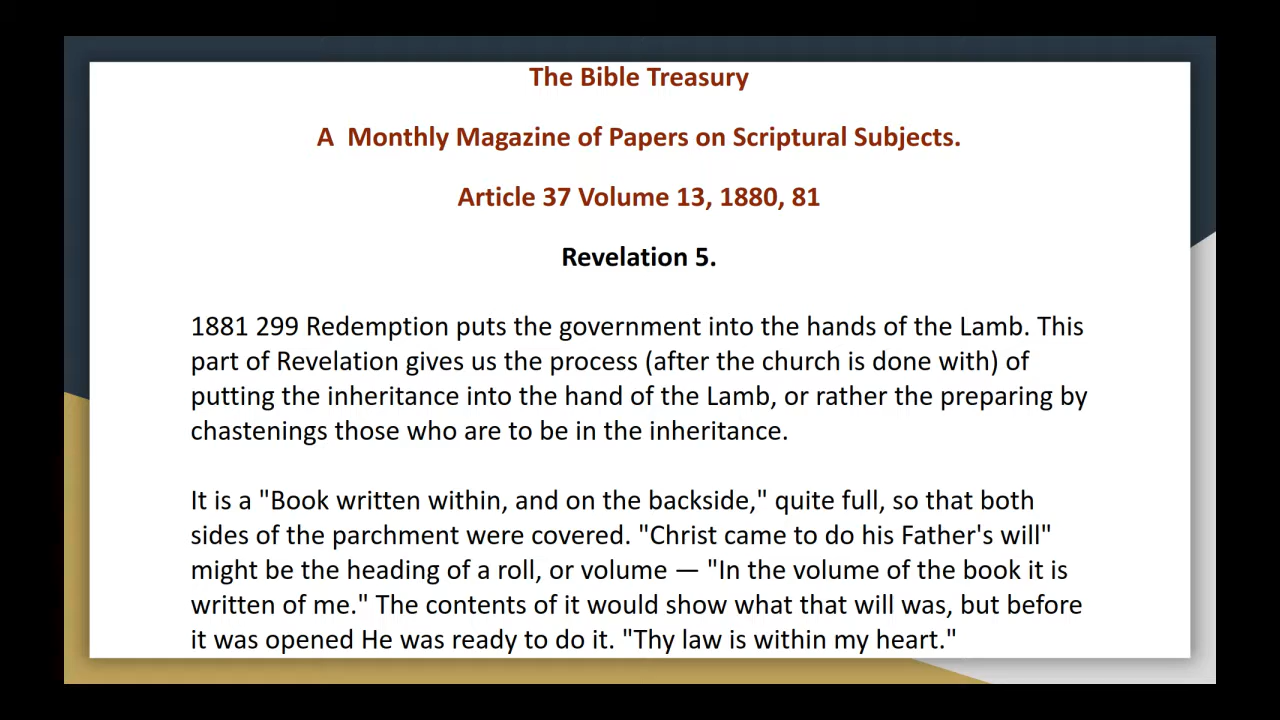 The Bible Treasury
A  Monthly Magazine of Papers on Scriptural Subjects.
Article 37 Volume 13, 1880, 81
Revelation 5.
1881 299 Redemption puts the government into the hands of the Lamb. This
part of Revelation gives us the process (after the church is done with) of
putting the inheritance into the hand of the Lamb, or rather the preparing by
chastenings those who are to be in the inheritance.
It is a "Book written within, and on the backside," quite full, so that both
sides of the parchment were covered. "Christ came to do his Father's will"
might be the heading of a roll, or volume — "In the volume of the book it is
written of me." The contents of it would show what that will was, but before
it was opened He was ready to do it. "Thy law is within my heart."